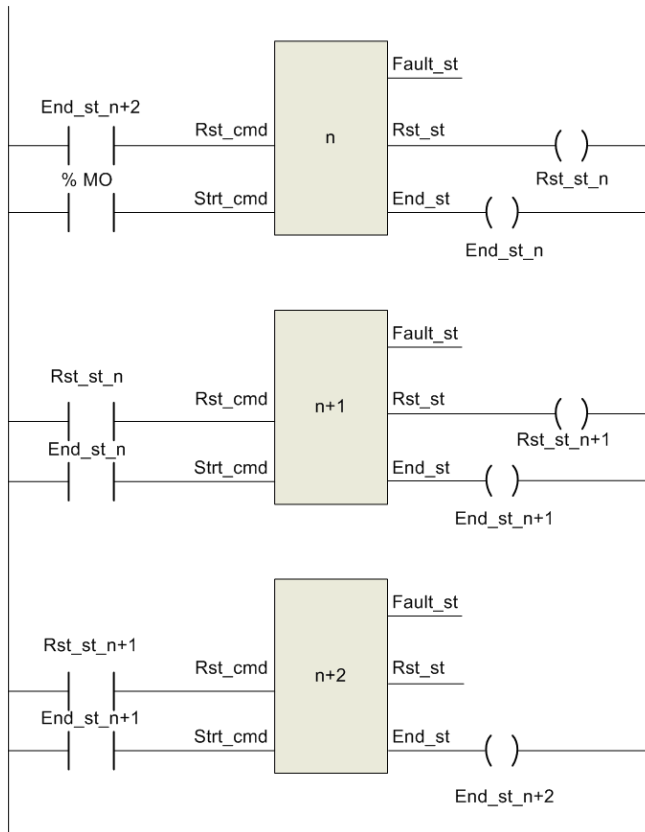 Fault_st
End_st_n+2
Rst_cmd
n
Rst_st
Rst_st_n
% MO
Strt_cmd
End_st
End_st_n
Fault_st
Rst_st_n
Rst_cmd
n+1
Rst_st
Rst_st_n+1
End_st_n
Strt_cmd
End_st
End_st_n+1
Fault_st
Rst_st_n+1
Rst_cmd
n+2
Rst_st
End_st_n+1
Strt_cmd
End_st
End_st_n+2